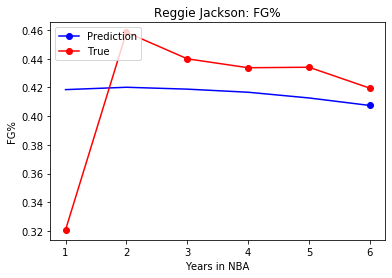 Reggie Jackson: FG%
Prediction
True
0.46
0.44
0.42
0.40
0.38
0.36
0.34
0.32
FG%
1 2 3 4 5 6
Years in NBA